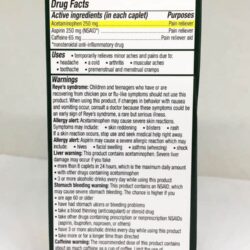 Drug Facts
Active ingredients (in each caplet) Purposes
Acetaminophen 250 mg Pain reliever
Aspirin 250 mg (NSAID*) Pain reliever
Caffeine 65 mg Pain reliever aid
*nonsteroidal anti-inflammatory drug
Uses • temporarily relieves minor aches and pains due to:
• headache • a cold • arthritis • muscular aches
• toothache • premenstrual and menstrual cramps
Warnings
Reye's syndrome: Children and teenagers who have or are
recovering from chicken pox or flu-like symptoms should not use this
product. When using this product, if changes in behavior with nausea
and vomiting occur, consult a doctor because these symptoms could be
an early sign of Reye's syndrome, a rare but serious illness.
Allergy alert: Acetaminophen may cause severe skin reactions.
Symptoms may include: • skin reddening • blisters • rash
If a skin reaction occurs, stop use and seek medical help right away.
Allergy alert: Aspirin may cause a severe allergic reaction which may
include: • hives • facial swelling • asthma (wheezing) • shock
Liver warning: This product contains acetaminophen. Severe liver
damage may occur if you take
• more than 8 caplets in 24 hours, which is the maximum daily amount
• with other drugs containing acetaminophen
• 3 or more alcoholic drinks every day while using this product
Stomach bleeding warning: This product contains an NSAID, which
may cause severe stomach bleeding. The chance is higher if you
• are age 60 or older
• have had stomach ulcers or bleeding problems
• take a blood thinning (anticoagulant) or steroid drug
• take other drugs containing prescription or nonprescription NSAIDs
(aspirin, ibuprofen, naproxen, or others)
• have 3 or more alcoholic drinks every day while using this product
• take more or for a longer time than directed
Caffeine warning: The recommended dose of this product contains